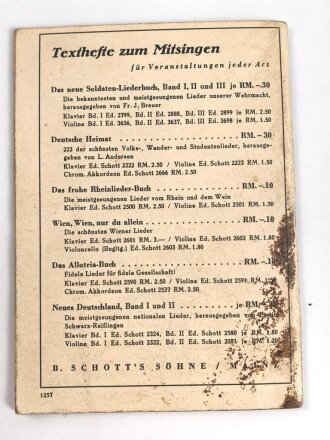 Texthefte zum Mitsingen
für Veranstaltungen jeder Art
Das neue Soldaten-Liederbuch, Band I, II und III je RM. –.30
Die bekanntesten und meistgesungenen Lieder unserer Wehrmacht,
herausgegeben von Fr. J. Breuer
Klavier Bd. I Ed. 2799, Bd. II Ed. 2888, Bd. III Ed. 2899 je RM. 2.50
Violine Bd. I Ed. 3636, Bd. II Ed. 3637, Bd. III Ed. 3698 je RM. 1.50
Deutsche Heimat . . . . . . . . . . . . . . . . . . . RM. –30
222 der schönsten Volks-, Wander- und Studentenlieder, herausge-
geben von L. Andersen
Klavier Ed. Schott 2222 RM. 2.50 / Violine Ed. Schott 2223 RM. 1.50
Chrom. Akkordeon Ed. Schott 2666 RM. 2.50
Das frohe Rheinlieder-Buch . . . . . . . . . . . . . RM. –.10
Die meistgesungenen Lieder vom Rhein und dem Wein
Klavier Ed. Schott 2500 RM. 2.50 / Violine Ed. Schott 2501 RM. 1.50
Wien, Wien, nur du allein . . . . . . . . . . . . . . RM. –.10
Die schönsten Wiener Lieder
Klavier Ed. Schott 2601 RM. 3.— / Violine Ed. Schott 2602 RM. 1.80
Violoncello (Begltg.) Ed. Schott 2603 RM. 1.80
Das Allotria-Buch . . . . . . . . . . . . . . . . . . RM. –.10
Fidele Lieder für fidele Gesellschaft!
Klavier Ed. Schott 2590 RM. 2.50 / Violine Ed. Schott 2591 RM. 1.50
Chrom. Akkordeon Ed. Schott 2537 RM. 2.50
Neues Deutschland, Band I und II . . . . . . . . je RM.
Die meistgesungenen nationalen Lieder, herausgegeben von
Schwarz-Reiflingen
Klavier Bd. I Ed. Schott 2324, Bd. II Ed. Schott 2580 je RM. 1.80
Violine Bd. I Ed. Schott 2322, Bd. II Ed. Schott 2581 je RM.
B. SCHOTT'S SÖHNE / MAINZ
1257